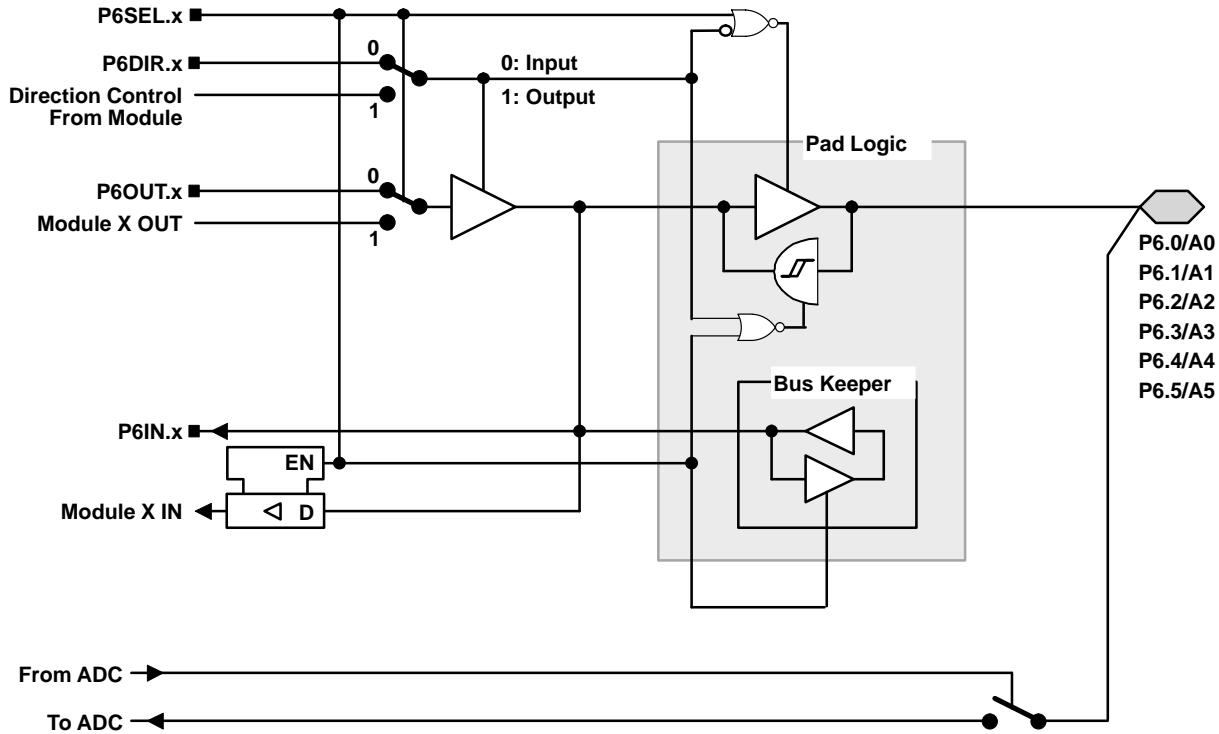 P6SEL.x
P6DIR.x
0
0: Input
Direction Control
From Module
1
1: Output
Pad Logic
P6OUT.x
0
Module X OUT
1
P6.0/A0
P6.1/A1
P6.2/A2
P6.3/A3
P6.4/A4
P6.5/A5
Bus Keeper
P6IN.x
EN
Module X IN
D
From ADC
To ADC